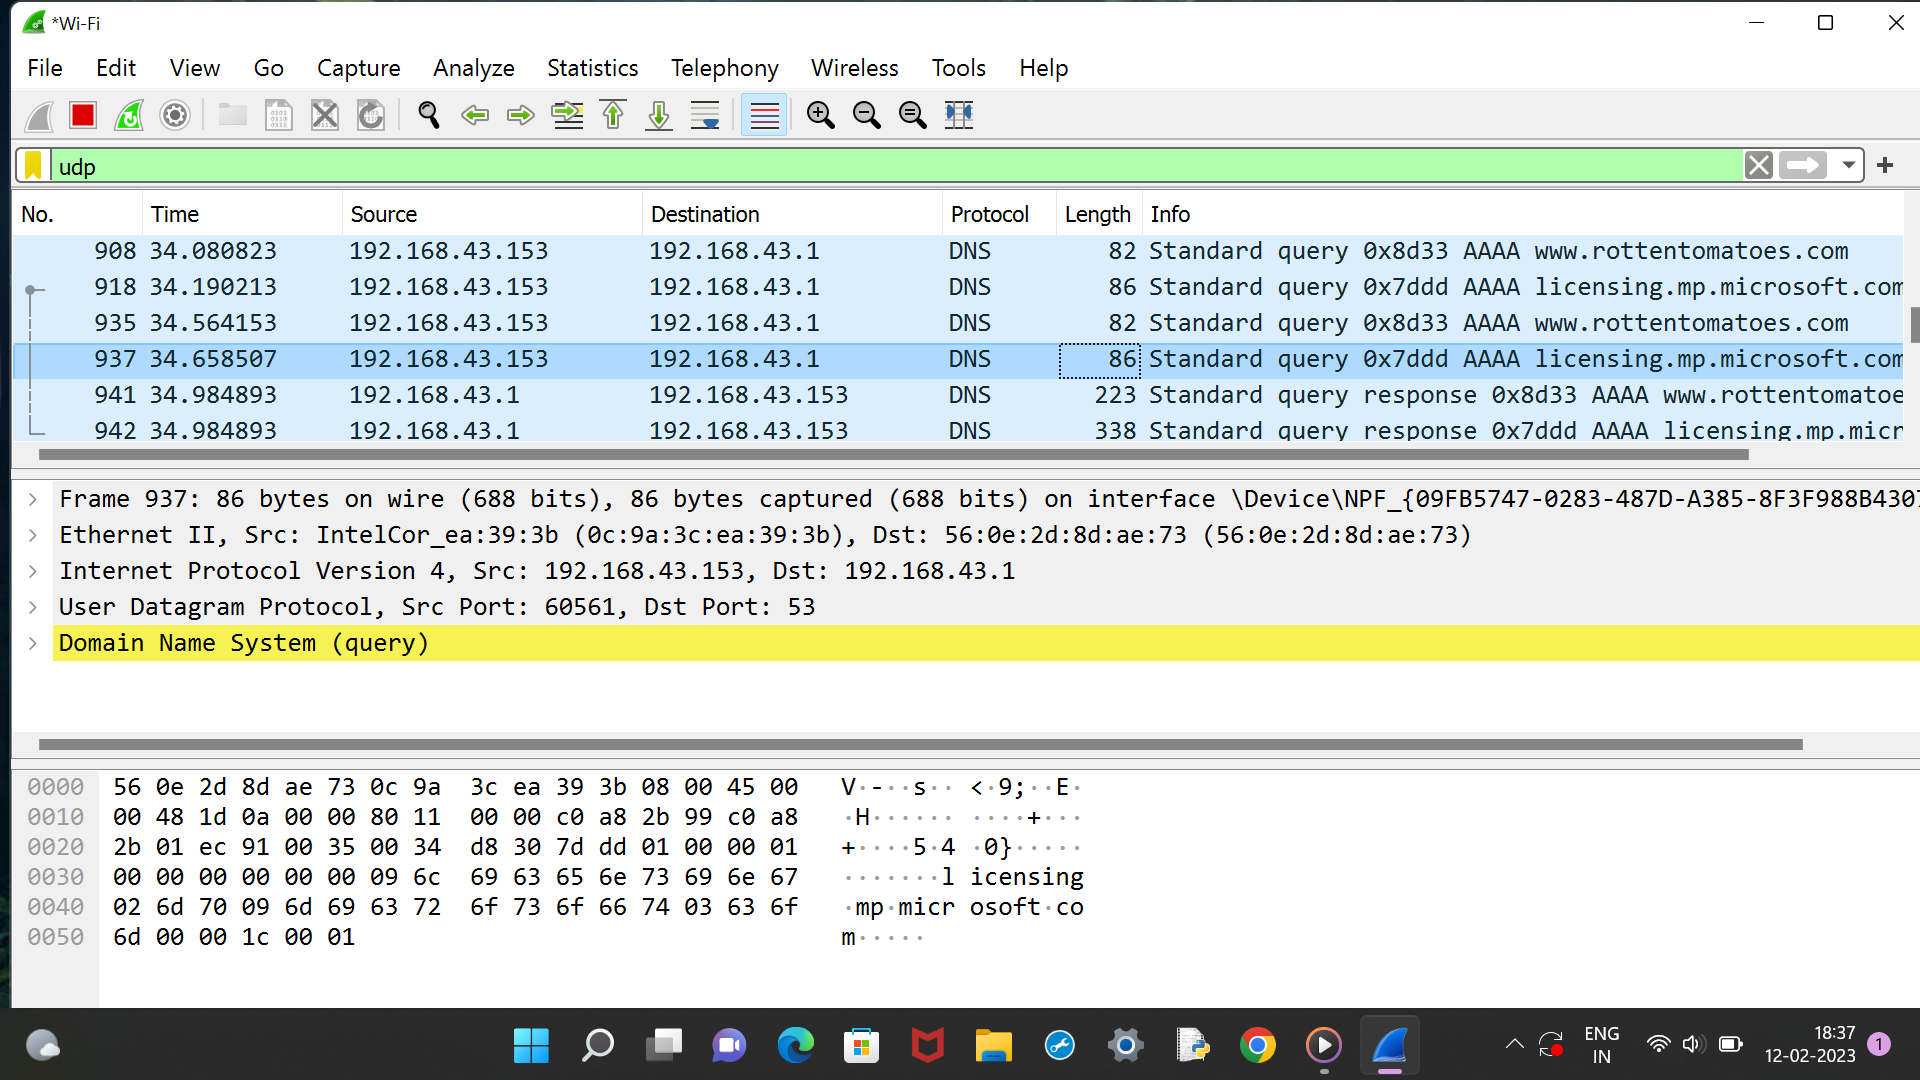 *Wi-Fi
File Edit View Go Capture Analyze Statistics Telephony Wireless Tools Help
udp
No. Time Source Destination Protocol Length Info
908 34.080823 192.168.43.153 192.168.43.1 DNS 82 Standard query 0x8d33 AAAA www.rottentomatoes.com
918 34.190213 192.168.43.153 192.168.43.1 DNS 86 Standard query 0x7ddd AAAA licensing.mp.microsoft.com
935 34.564153 192.168.43.153 192.168.43.1 DNS 82 Standard query 0x8d33 AAAA www.rottentomatoes.com
937 34.658507 192.168.43.153 192.168.43.1 DNS 86 Standard query 0x7ddd AAAA licensing.mp.microsoft.com
941 34.984893 192.168.43.1 192.168.43.153 DNS 223 Standard query response 0x8d33 AAAA www.rottentomatoe
942 34.984893 192.168.43.1 192.168.43.153 DNS 338 Standard query response 0x7ddd AAAA licensing.mp.micr
Frame 937: 86 bytes on wire (688 bits), 86 bytes captured (688 bits) on interface \Device\NPF_{09FB5747-0283-487D-A385-8F3F988B4307
Ethernet II, Src: IntelCor_ea:39:3b (0c:9a:3c:ea:39:3b), Dst: 56:0e:2d:8d:ae:73 (56:0e:2d:8d:ae:73)
Internet Protocol Version 4, Src: 192.168.43.153, Dst: 192.168.43.1
User Datagram Protocol, Src Port: 60561, Dst Port: 53
Domain Name System (query)
0000 56 0e 2d 8d ae 73 0c 9a 3c ea 39 3b 08 00 45 00 V·-··s·· <·9;··E·
0010 00 48 1d 0a 00 00 80 11 00 00 c0 a8 2b 99 c0 a8 ·H······ ····+···
0020 2b 01 ec 91 00 35 00 34 d8 30 7d dd 01 00 00 01 +····5·4 ·0}·····
0030 00 00 00 00 00 00 09 6c 69 63 65 6e 73 69 6e 67 ·······l icensing
0040 02 6d 70 09 6d 69 63 72 6f 73 6f 66 74 03 63 6f ·mp·micr osoft·co
0050 6d 00 00 1c 00 01 m·····
ENG
IN
18:37
12-02-2023
1